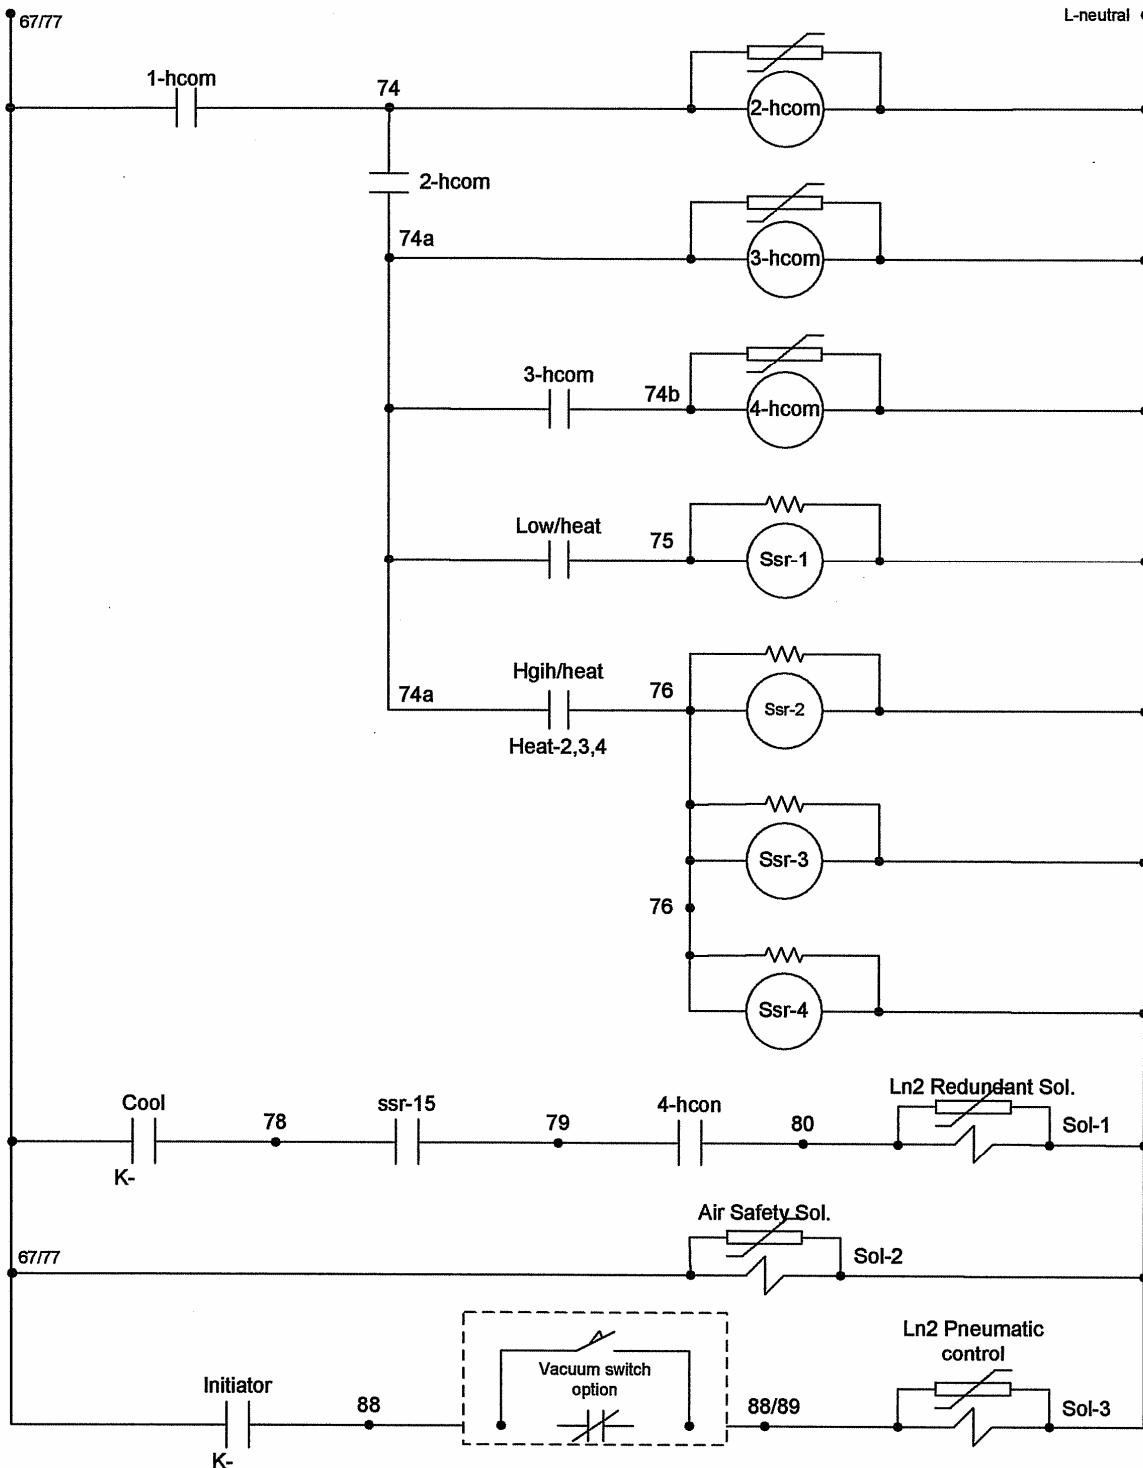 67/77
L-neutral
1-hcom
74
2-hcom
2-hcom
74a
3-hcom
3-hcom
74b
4-hcom
Low/heat
75
Ssr-1
Hgih/heat
74a
76
Ssr-2
Heat-2,3,4
Ssr-3
76
Ssr-4
Cool
78
ssr-15
79
4-hcon
80
Ln2 Redundant Sol.
Sol-1
K-
Air Safety Sol.
67/77
Sol-2
Ln2 Pneumatic
control
Initiator
88
Vacuum switch
option
88/89
Sol-3
K-